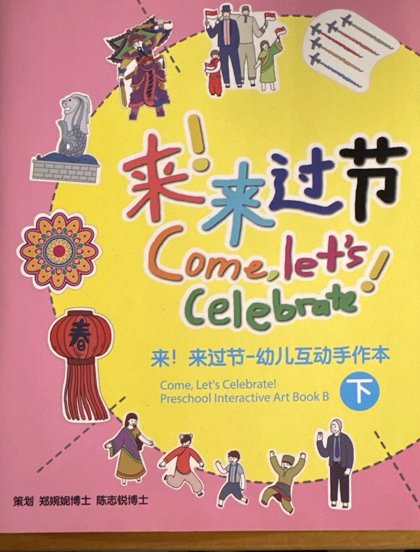 来！来过节
Come, let's
Celebrate!
来！来过节-幼儿互动手作本
Come, Let's Celebrate!
Preschool Interactive Art Book B
下
春
策划 郑婉妮博士 陈志锐博士